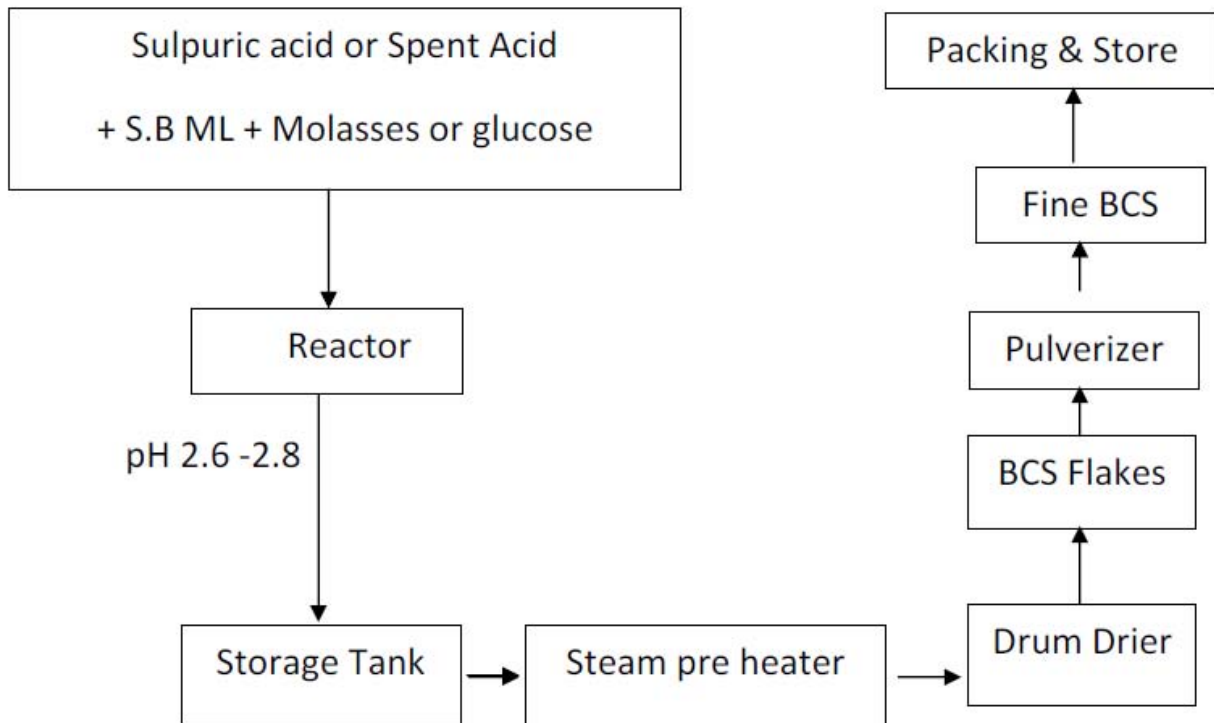 Sulpuric acid or Spent Acid
+ S.B ML + Molasses or glucose
Reactor
pH 2.6 -2.8
Storage Tank
Steam pre heater
Drum Drier
BCS Flakes
Pulverizer
Fine BCS
Packing & Store